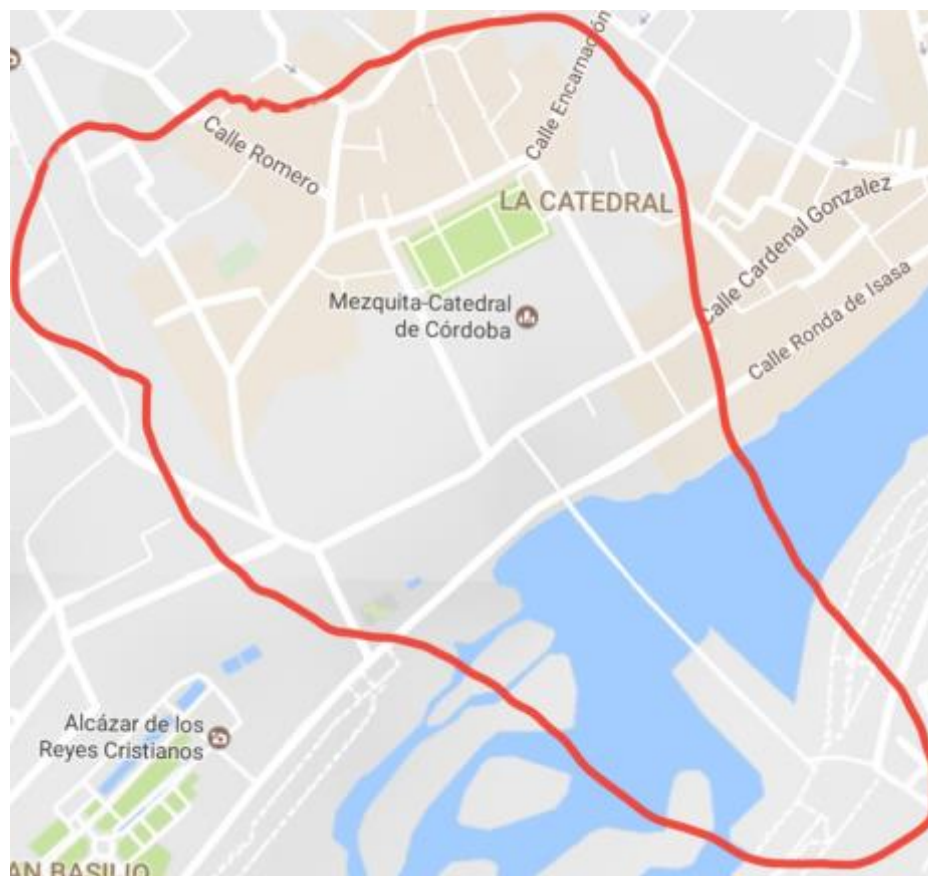 Calle Encarnación
Calle Romero
LA CATEDRAL
Calle Cardenal Gonzalez
Mezquita-Catedral
de Córdoba
Calle Ronda de Isasa
Alcázar de los
Reyes Cristianos
AN BASILIO